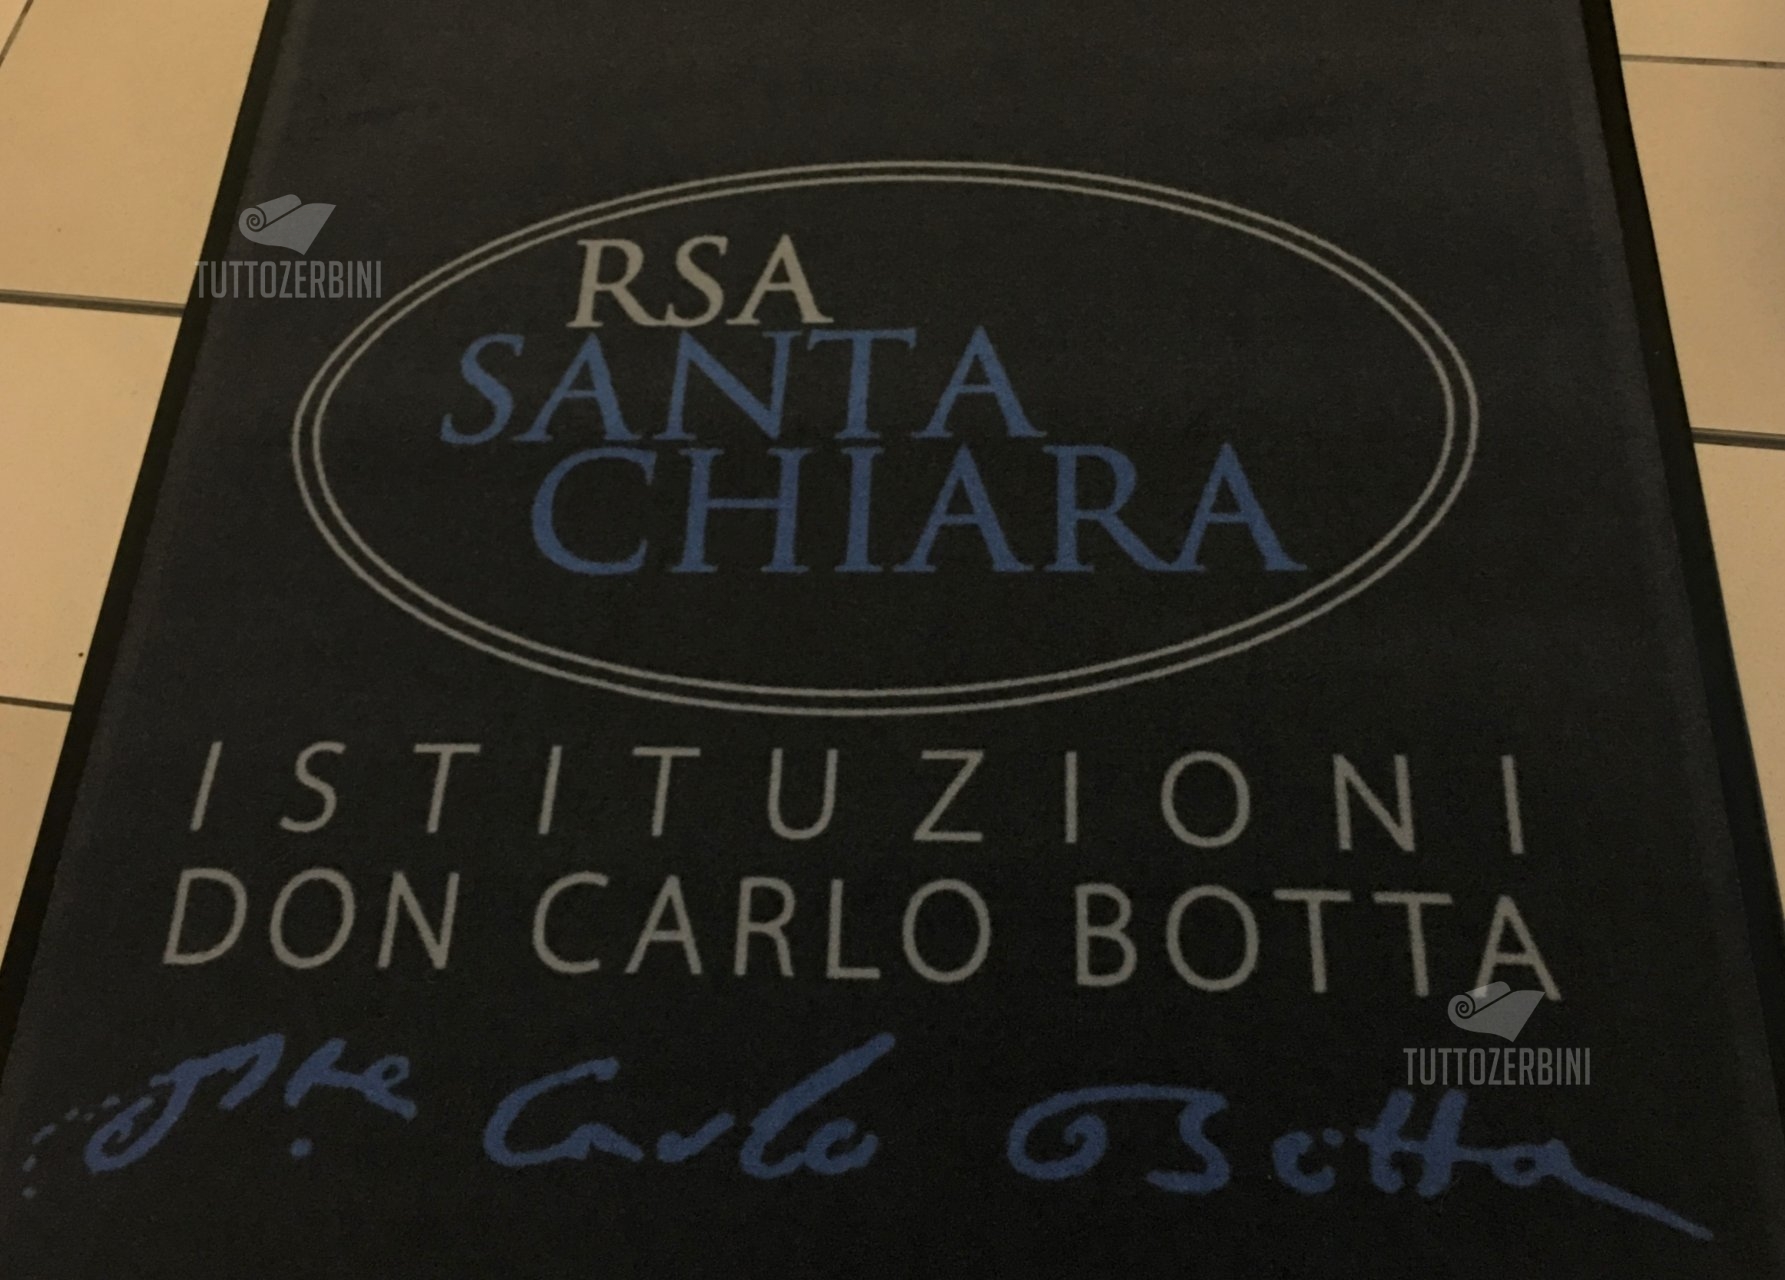 TUTTOZERBINI
RSA
SANTA
CHIARA
ISTITUZIONI
DON CARLO BOTTA
Carlo Botta
TUTTOZERBINI